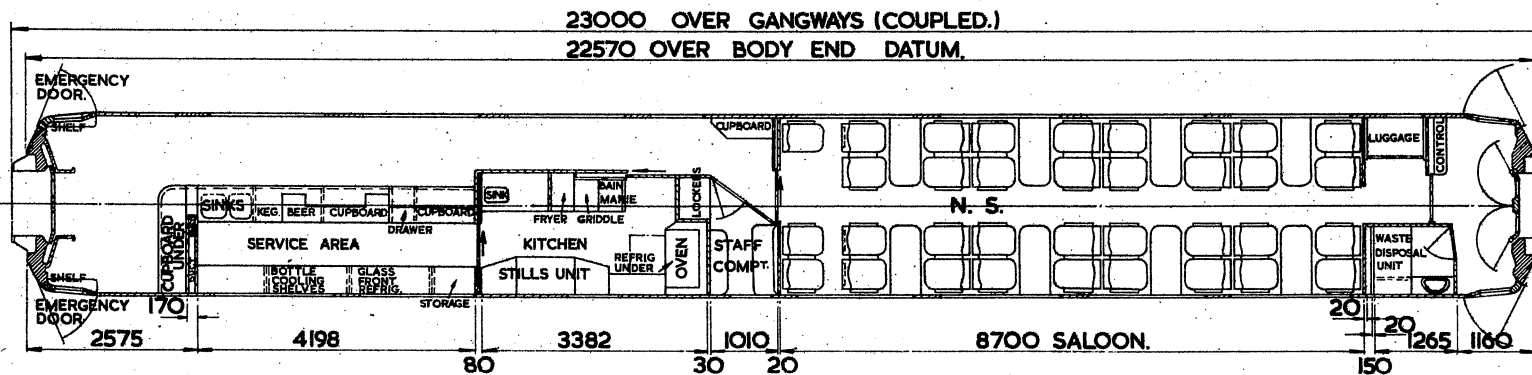 23000 OVER GANGWAYS (COUPLED.)
22570 OVER BODY END DATUM.
EMERGENCY
DOOR.
SHELF
CUPBOARD
LUGGAGE
CONTROL
SINKS
KEG.
BEER
CUPBOARD
CUPBOARD
DRAWER
SINK
BAIN
MARIE
FRYER
GRIDDLE
LOCKERS
N. S.
CUPBOARD
UNDER
SERVICE AREA
KITCHEN
REFRIG
UNDER
OVEN
STAFF
COMPT.
WASTE
DISPOSAL
UNIT
BOTTLE
COOLING
SHELVES
GLASS
FRONT
REFRIG.
STILLS UNIT
STORAGE
SHELF
EMERGENCY
DOOR
170
20
20
2575
4198
3382
1010
8700 SALOON.
1265
1160
80
30
20
150